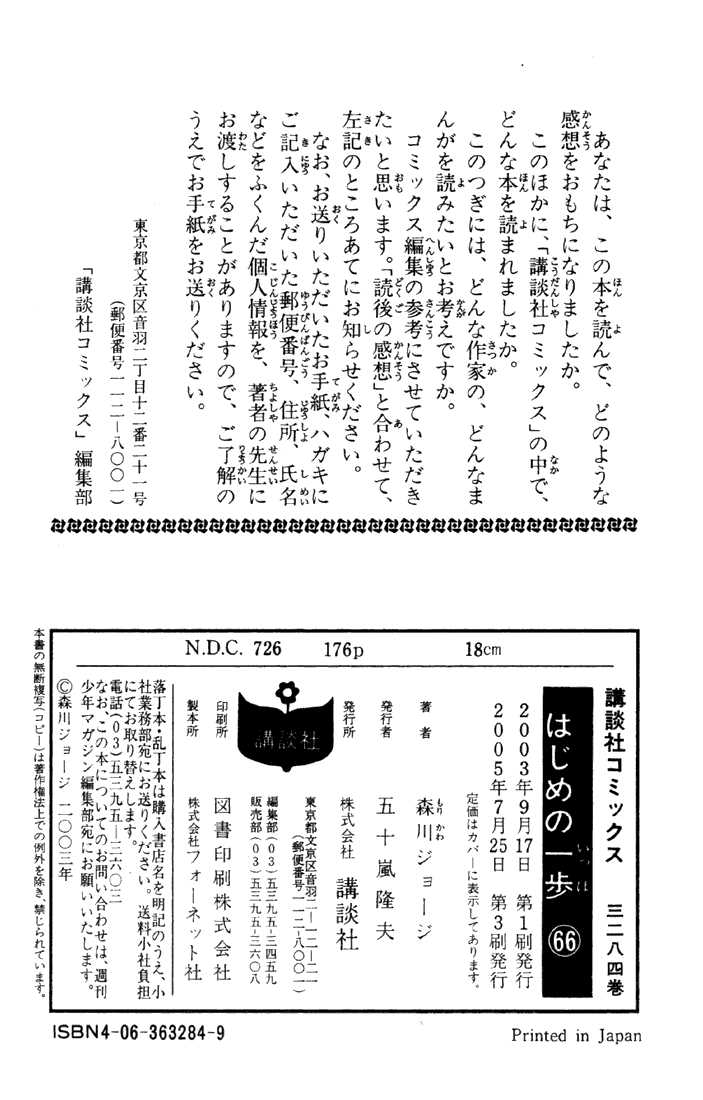 あなたは、この本を読んで、どのような
感想をおもちになりましたか。
このほかに、「講談社コミックス」の中で、
どんな本を読まれましたか。
このつぎには、どんな作家の、どんなま
んがを読みたいとお考えですか。
コミックス編集の参考にさせていただき
たいと思います。「読後の感想」と合わせて、
左記のところあてにお知らせください。
なお、お送りいただいたお手紙、ハガキに
ご記入いただいた郵便番号、住所、氏名
などをふくんだ個人情報を、著者の先生に
お渡しすることがありますので、ご了解の
うえでお手紙をお送りください。
東京都文京区音羽二丁目十二番二十一号
(郵便番号一一二-八〇〇一)
「講談社コミックス」編集部
N.D.C. 726 176p 18cm
講談社コミックス 三二八四巻
はじめの一歩 66
2003年9月17日 第1刷発行
2005年7月25日 第3刷発行
定価はカバーに表示してあります。
著者 森川ジョージ
発行者 五十嵐隆夫
発行所 株式会社 講談社
東京都文京区音羽二-一二-二一
(郵便番号一一二-八〇〇一)
編集部(03)五三九五-三四五九
販売部(03)五三九五-三六〇八
講談社
印刷所 図書印刷株式会社
製本所 株式会社フォーネット社
落丁本・乱丁本は購入書店名を明記のうえ、小
社業務部宛にお送りください。送料小社負担
にてお取り替えします。
電話(03)五三九五-三六〇三
なお、この本についてのお問い合わせは、週刊
少年マガジン編集部宛にお願いいたします。
©森川ジョージ 二〇〇三年
本書の無断複写(コピー)は著作権法上での例外を除き、禁じられています。
ISBN4-06-363284-9
Printed in Japan